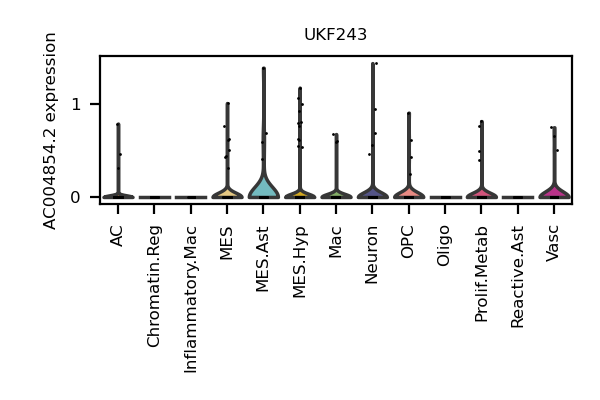 UKF243
AC004854.2 expression
1
0
AC
Chromatin.Reg
Inflammatory.Mac
MES
MES.Ast
MES.Hyp
Mac
Neuron
OPC
Oligo
Prolif.Metab
Reactive.Ast
Vasc